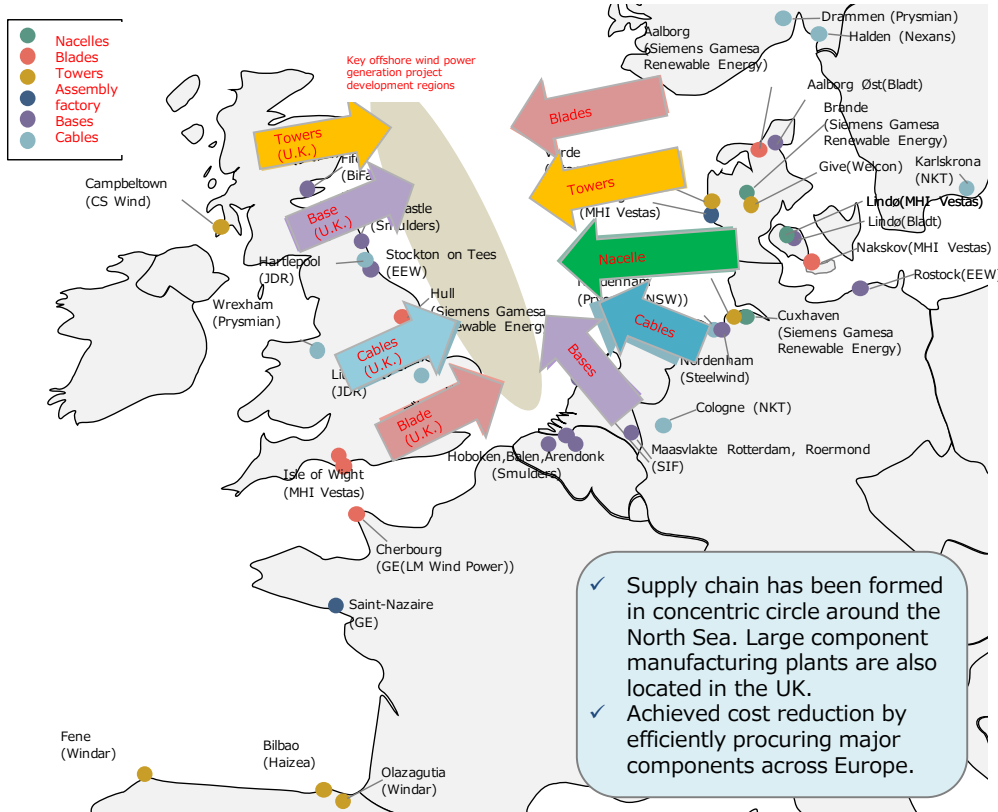 Nacelles
Blades
Towers
Assembly
factory
Bases
Cables
Key offshore wind power
generation project
development regions
Drammen (Prysmian)
Halden (Nexans)
Aalborg
(Siemens Gamesa
Renewable Energy)
Aalborg Øst(Bladt)
Brande
(Siemens Gamesa
Renewable Energy)
Give(Welcon)
Karlskrona
(NKT)
Lindø(MHI Vestas)
Lindø(Bladt)
Nakskov(MHI Vestas)
Rostock(EEW)
Blades
Towers
(U.K.)
Towers
(MHI Vestas)
Campbeltown
(CS Wind)
Base
(U.K.)
(Smulders)
Stockton on Tees
(EEW)
Hartlepool
(JDR)
Nacelle
Wrexham
(Prysmian)
Hull
(Siemens Gamesa
Cables
Cuxhaven
(Siemens Gamesa
Renewable Energy)
Cables
(U.K.)
(JDR)
Bases
Nordenham
(Steelwind)
Cologne (NKT)
Blade
(U.K.)
Maasvlakte Rotterdam, Roermond
(SIF)
Hoboken,Balen,Arendonk
(Smulders)
Isle of Wight
(MHI Vestas)
Cherbourg
(GE(LM Wind Power))
Saint-Nazaire
(GE)
Fene
(Windar)
Bilbao
(Haizea)
Olazagutia
(Windar)
✓ Supply chain has been formed
in concentric circle around the
North Sea. Large component
manufacturing plants are also
located in the UK.
✓ Achieved cost reduction by
efficiently procuring major
components across Europe.